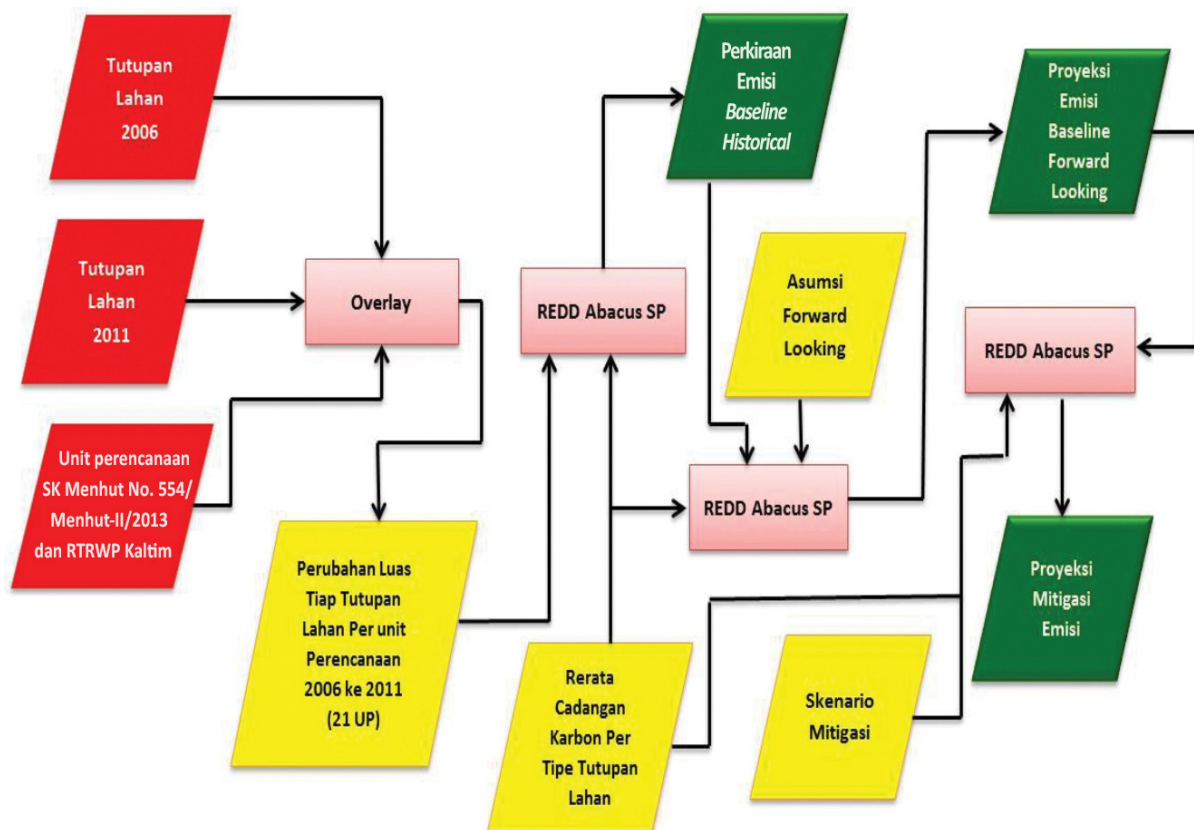 Tutupan
Lahan
2006
Tutupan
Lahan
2011
Unit perencanaan
SK Menhut No. 554/
Menhut-II/2013
dan RTRWP Kaltim
Overlay
Perubahan Luas
Tiap Tutupan
Lahan Per unit
Perencanaan
2006 ke 2011
(21 UP)
REDD Abacus SP
Rerata
Cadangan
Karbon Per
Tipe Tutupan
Lahan
Perkiraan
Emisi
Baseline
Historical
Asumsi
Forward
Looking
REDD Abacus SP
Skenario
Mitigasi
Proyeksi
Emisi
Baseline
Forward
Looking
REDD Abacus SP
Proyeksi
Mitigasi
Emisi